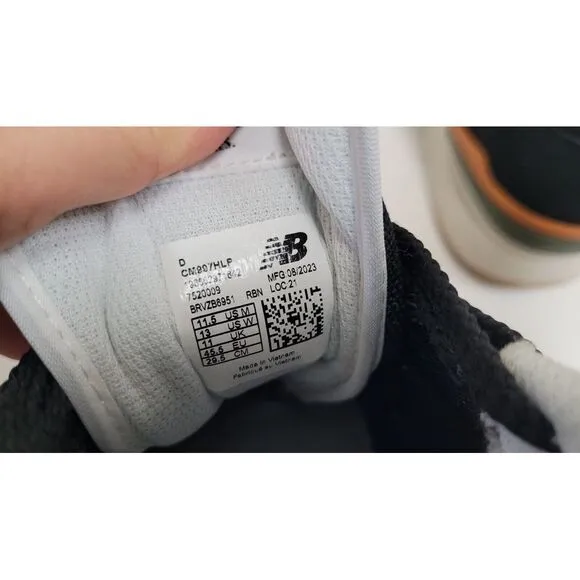 D
CM997HLP NB
7520009 MFG 08/2023
BRVZB6951 RBN LOC:21
11.5 US M
13 US W
11 UK
45.5 EU
29.5 CM
Made in Vietnam
Fabriqué au Vietnam